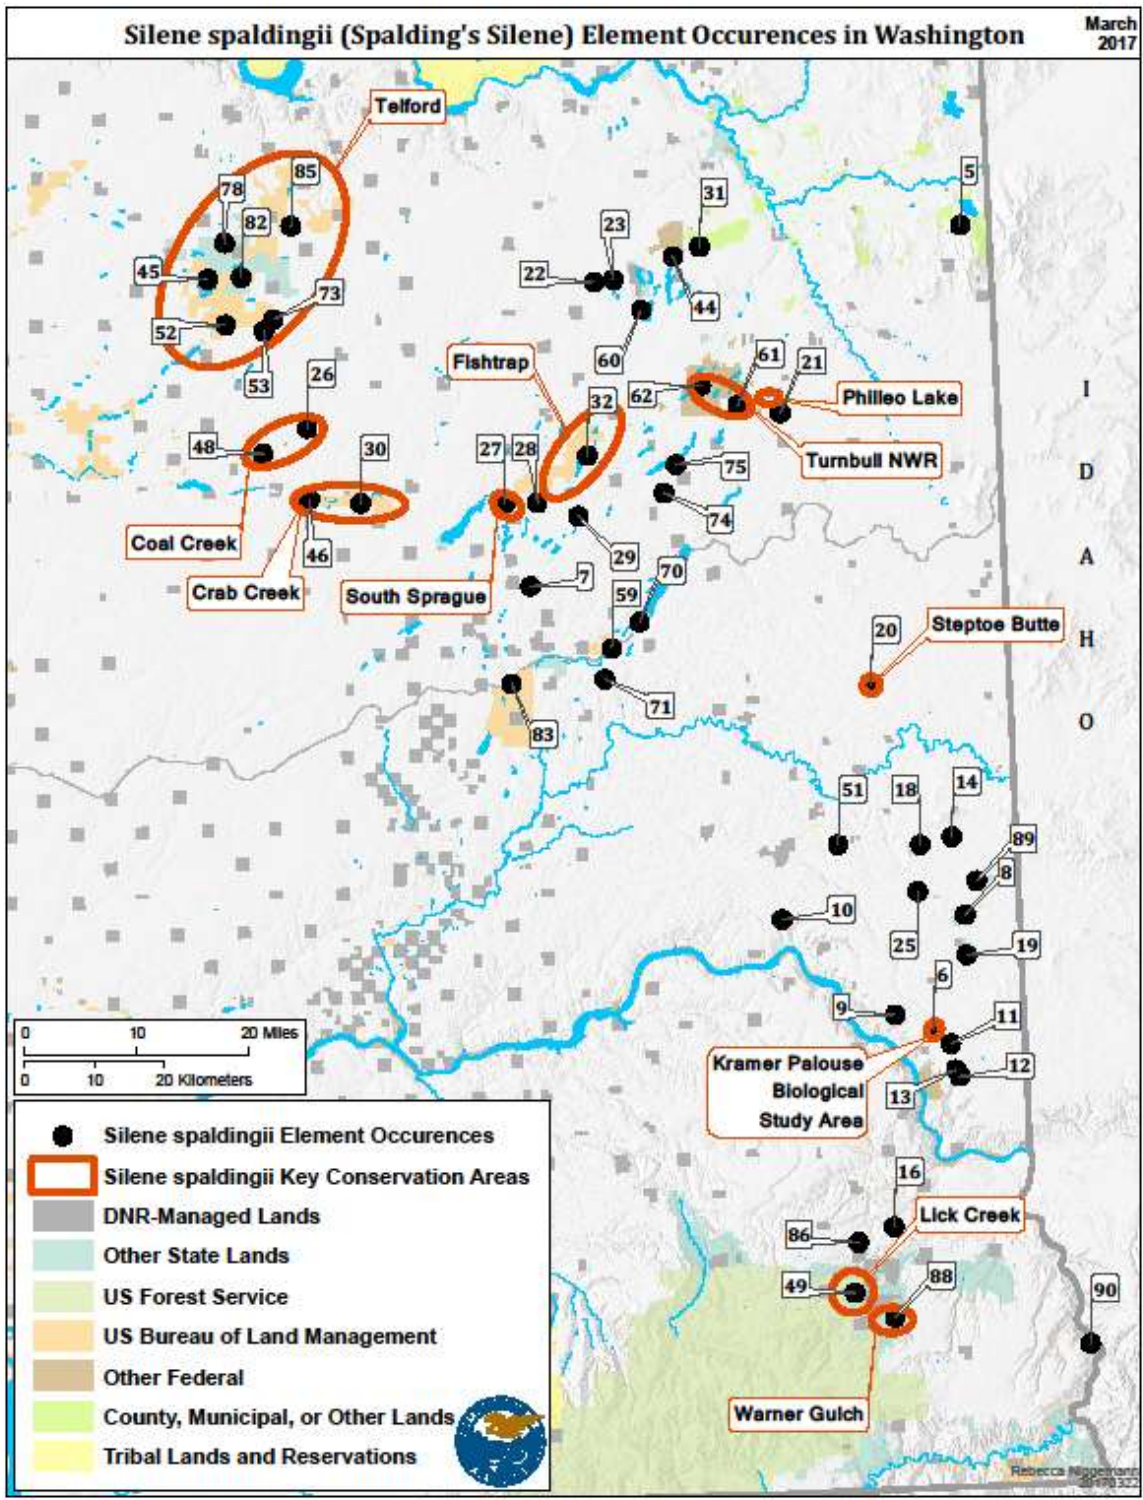 Silene spaldingii (Spalding's Silene) Element Occurences in Washington
March
2017
Telford
85
78
82
5
31
23
45
22
73
44
52
60
53
Fishtrap
61
21
26
62
32
Philleo Lake
48
30
27
28
75
Turnbull NWR
74
Coal Creek
46
29
Crab Creek
South Sprague
7
59
70
20
Steptoe Butte
71
83
I
D
A
H
O
51
18
14
89
8
10
25
19
6
9
11
Kramer Palouse
Biological
Study Area
12
13
0 10 20 Miles
0 10 20 Kilometers
16
Lick Creek
86
49
88
90
Warner Gulch
Silene spaldingii Element Occurences
Silene spaldingii Key Conservation Areas
DNR-Managed Lands
Other State Lands
US Forest Service
US Bureau of Land Management
Other Federal
County, Municipal, or Other Lands
Tribal Lands and Reservations
Rebecca Niggemann
20170322